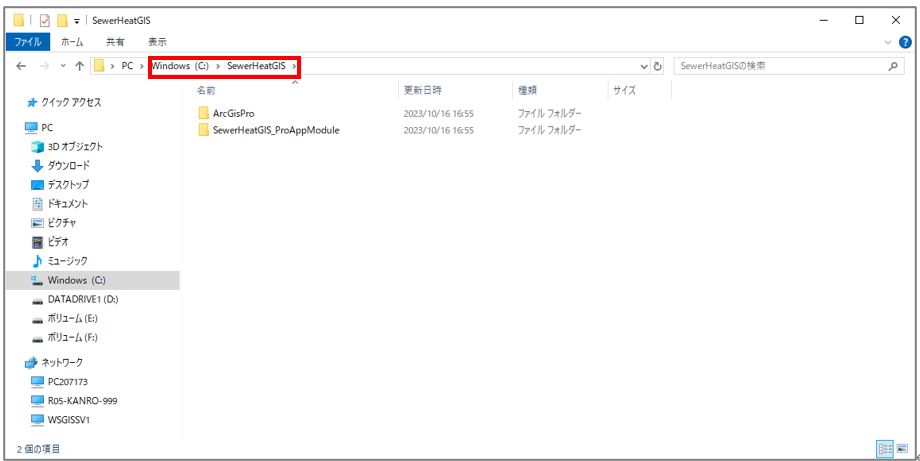 SewerHeatGIS
ファイル ホーム 共有 表示
PC Windows (C:) SewerHeatGIS
SewerHeatGISの検索
名前 更新日時 種類 サイズ
ArcGisPro 2023/10/16 16:55 ファイル フォルダー
SewerHeatGIS_ProAppModule 2023/10/16 16:55 ファイル フォルダー
クイック アクセス
PC
3D オブジェクト
ダウンロード
デスクトップ
ドキュメント
ピクチャ
ビデオ
ミュージック
Windows (C:)
DATADRIVE1 (D:)
ボリューム (E:)
ボリューム (F:)
ネットワーク
PC207173
R05-KANRO-999
WSGISSV1
2 個の項目